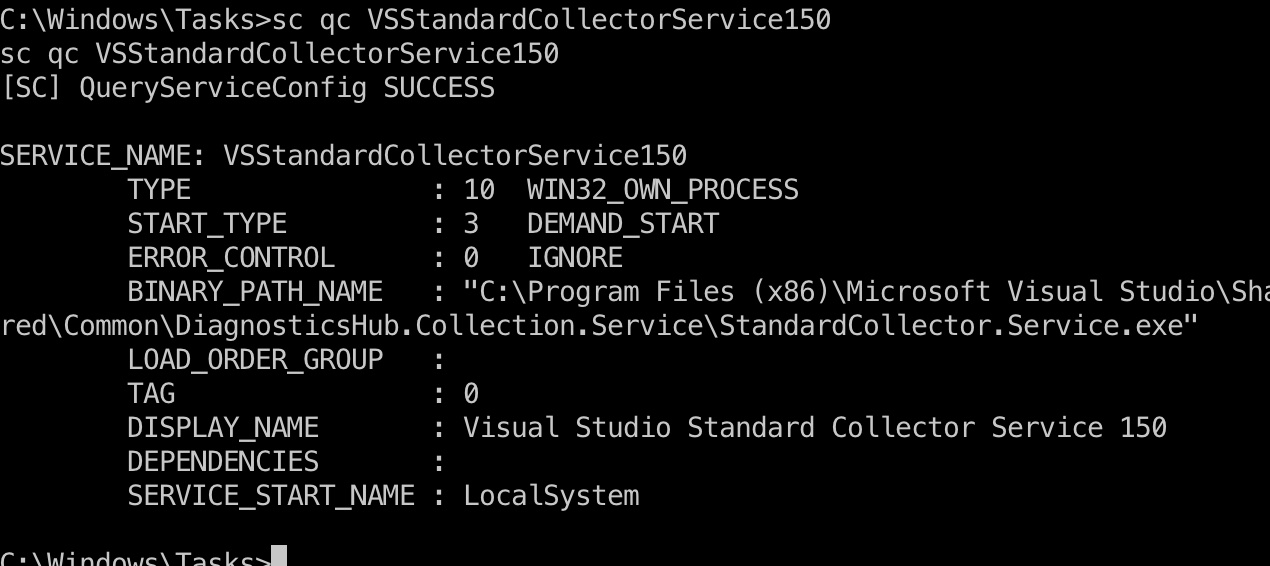 C:\Windows\Tasks>sc qc VSStandardCollectorService150
sc qc VSStandardCollectorService150
[SC] QueryServiceConfig SUCCESS
SERVICE_NAME: VSStandardCollectorService150
TYPE : 10 WIN32_OWN_PROCESS
START_TYPE : 3 DEMAND_START
ERROR_CONTROL : 0 IGNORE
BINARY_PATH_NAME : "C:\Program Files (x86)\Microsoft Visual Studio\Sha
red\Common\DiagnosticsHub.Collection.Service\StandardCollector.Service.exe"
LOAD_ORDER_GROUP :
TAG : 0
DISPLAY_NAME : Visual Studio Standard Collector Service 150
DEPENDENCIES :
SERVICE_START_NAME : LocalSystem
C:\Windows\Tasks>